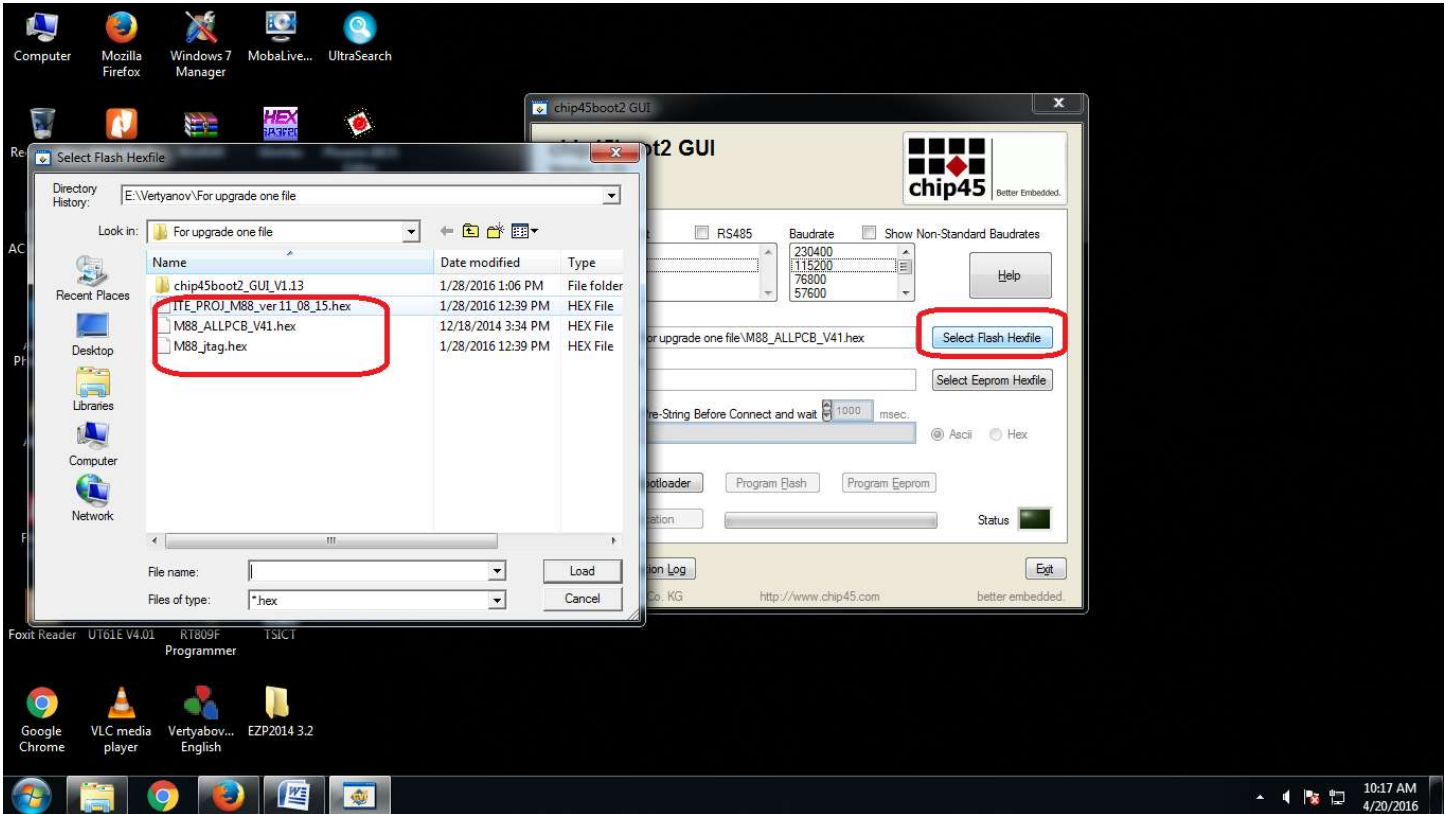 Computer
Mozilla Firefox
Windows 7 Manager
MobaLive...
UltraSearch
HEX
chip45boot2 GUI
Select Flash Hexfile
Directory History:
E:\Vertyanov\For upgrade one file
Look in:
For upgrade one file
Name
Date modified
Type
chip45boot2_GUI_V1.13
1/28/2016 1:06 PM
File folder
ITE_PROJ_M88_ver 11_08_15.hex
1/28/2016 12:39 PM
HEX File
M88_ALLPCB_V41.hex
12/18/2014 3:34 PM
HEX File
M88_jtag.hex
1/28/2016 12:39 PM
HEX File
Recent Places
Desktop
Libraries
Computer
Network
File name:
Load
Files of type:
*.hex
Cancel
GUI
chip45
Better Embedded.
RS485
Baudrate
Show Non-Standard Baudrates
230400
115200
76800
57600
Help
upgrade one file\M88_ALLPCB_V41.hex
Select Flash Hexfile
Select Eeprom Hexfile
Before Connect and wait
1000
msec.
Ascii
Hex
Program Flash
Program Eeprom
Status
Log
Exit
Co. KG
http://www.chip45.com
better embedded.
AC
Foxit Reader
UT61E V4.01
RT809F Programmer
TSICT
Google Chrome
VLC media player
Vertyabov... English
EZP2014 3.2
10:17 AM
4/20/2016